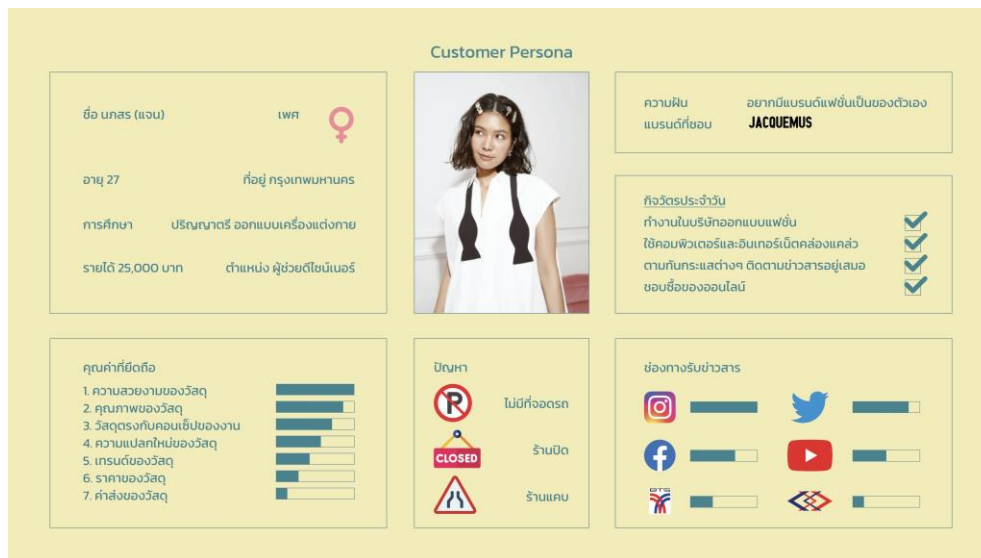 Customer Persona
ชื่อ นภสร (แจน)
เพศ
อายุ 27
ที่อยู่ กรุงเทพมหานคร
การศึกษา ปริญญาตรี ออกแบบเครื่องแต่งกาย
รายได้ 25,000 บาท
ตำแหน่ง ผู้ช่วยดีไซน์เนอร์
ความฝัน อยากมีแบรนด์แฟชั่นเป็นของตัวเอง
แบรนด์ที่ชอบ JACQUEMUS
กิจวัตรประจำวัน
ทำงานในบริษัทออกแบบแฟชั่น
ใช้คอมพิวเตอร์และอินเทอร์เน็ตคล่องแคล่ว
ตามทันกระแสต่างๆ ติดตามข่าวสารอยู่เสมอ
ชอบซื้อของออนไลน์
คุณค่าที่ยึดถือ
1. ความสวยงามของวัสดุ
2. คุณภาพของวัสดุ
3. วัสดุตรงกับคอนเซ็ปของงาน
4. ความแปลกใหม่ของวัสดุ
5. เทรนด์ของวัสดุ
6. ราคาของวัสดุ
7. ค่าส่งของวัสดุ
ปัญหา
P
ไม่มีที่จอดรถ
CLOSED
ร้านปิด
ร้านแคบ
ช่องทางรับข่าวสาร
BTS